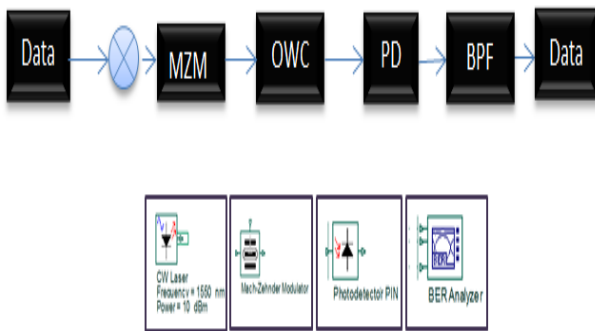 Data
MZM
OWC
PD
BPF
Data
CW Laser
Frequency = 1550 nm
Power = 10 dBm
Mach-Zehnder Modulator
Photodetector PIN
BER Analyzer